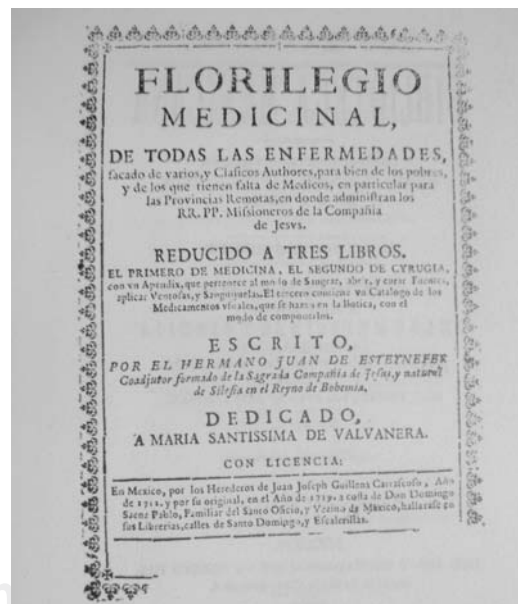 FLORILEGIO
MEDICINAL,
DE TODAS LAS ENFERMEDADES,
sacado de varios, y Clasicos Authores, para bien de los pobres,
y de los que tienen falta de Medicos, en particular para
las Provincias Remotas, en donde administran los
RR. PP. Missioneros de la Compañia
de Jesvs.
REDUCIDO A TRES LIBROS.
EL PRIMERO DE MEDICINA, EL SEGUNDO DE CYRUGIA,
con vn Apendix, que pertenece al modo de Sangrar, abrir, y curar Fuentes,
aplicar Ventosas, y Sanguijuelas. El tercero contiene vn Catalogo de los
Medicamentos vsuales, que se hazen en la Botica, con el
modo de componerlos.
ESCRITO,
POR EL HERMANO JUAN DE ESTEYNEFER
Coadjutor formado de la Sagrada Compañia de Jesus, y natural
de Silesia en el Reyno de Bohemia,
DEDICADO,
A MARIA SANTISSIMA DE VALVANERA.
CON LICENCIA:
En Mexico, por los Herederos de Juan Joseph Guillena Carrascoso, Año
de 1712. y por su original, en el Año de 1719. a costa de Don Domingo
Saenz Pablo, Familiar del Santo Oficio, y Vezino de Mexico, hallarase en
sus Librerias, calles de Santo Domingo, y Escalerillas.